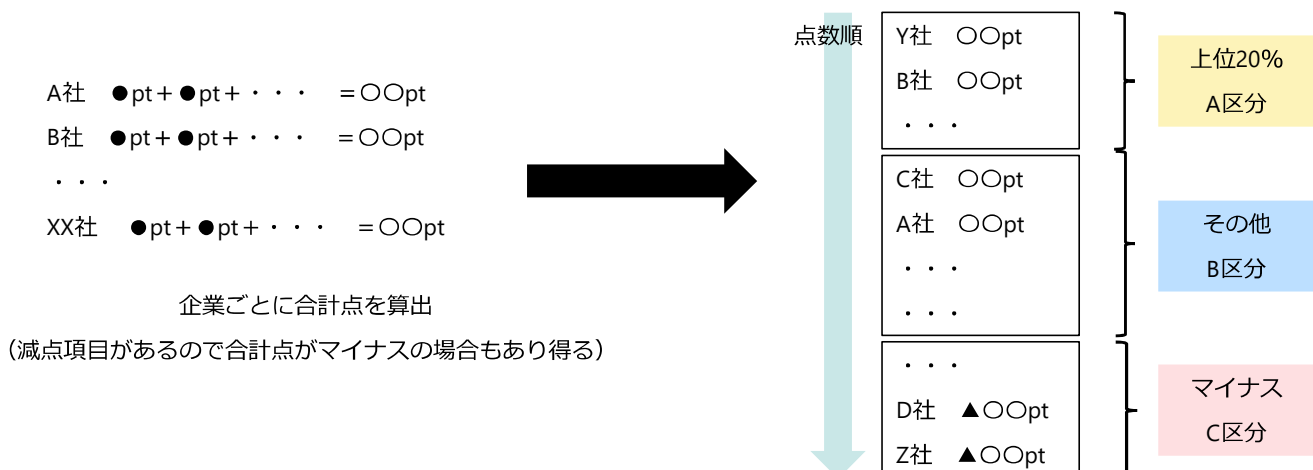 A社　●pt+●pt+・・・　=〇〇pt
B社　●pt+●pt+・・・　=〇〇pt
・・・
XX社　●pt+●pt+・・・　=〇〇pt
企業ごとに合計点を算出
（減点項目があるので合計点がマイナスの場合もあり得る）
点数順
Y社　〇〇pt
B社　〇〇pt
・・・
上位20%
A区分
C社　〇〇pt
A社　〇〇pt
・・・
・・・
その他
B区分
・・・
D社　▲〇〇pt
Z社　▲〇〇pt
マイナス
C区分